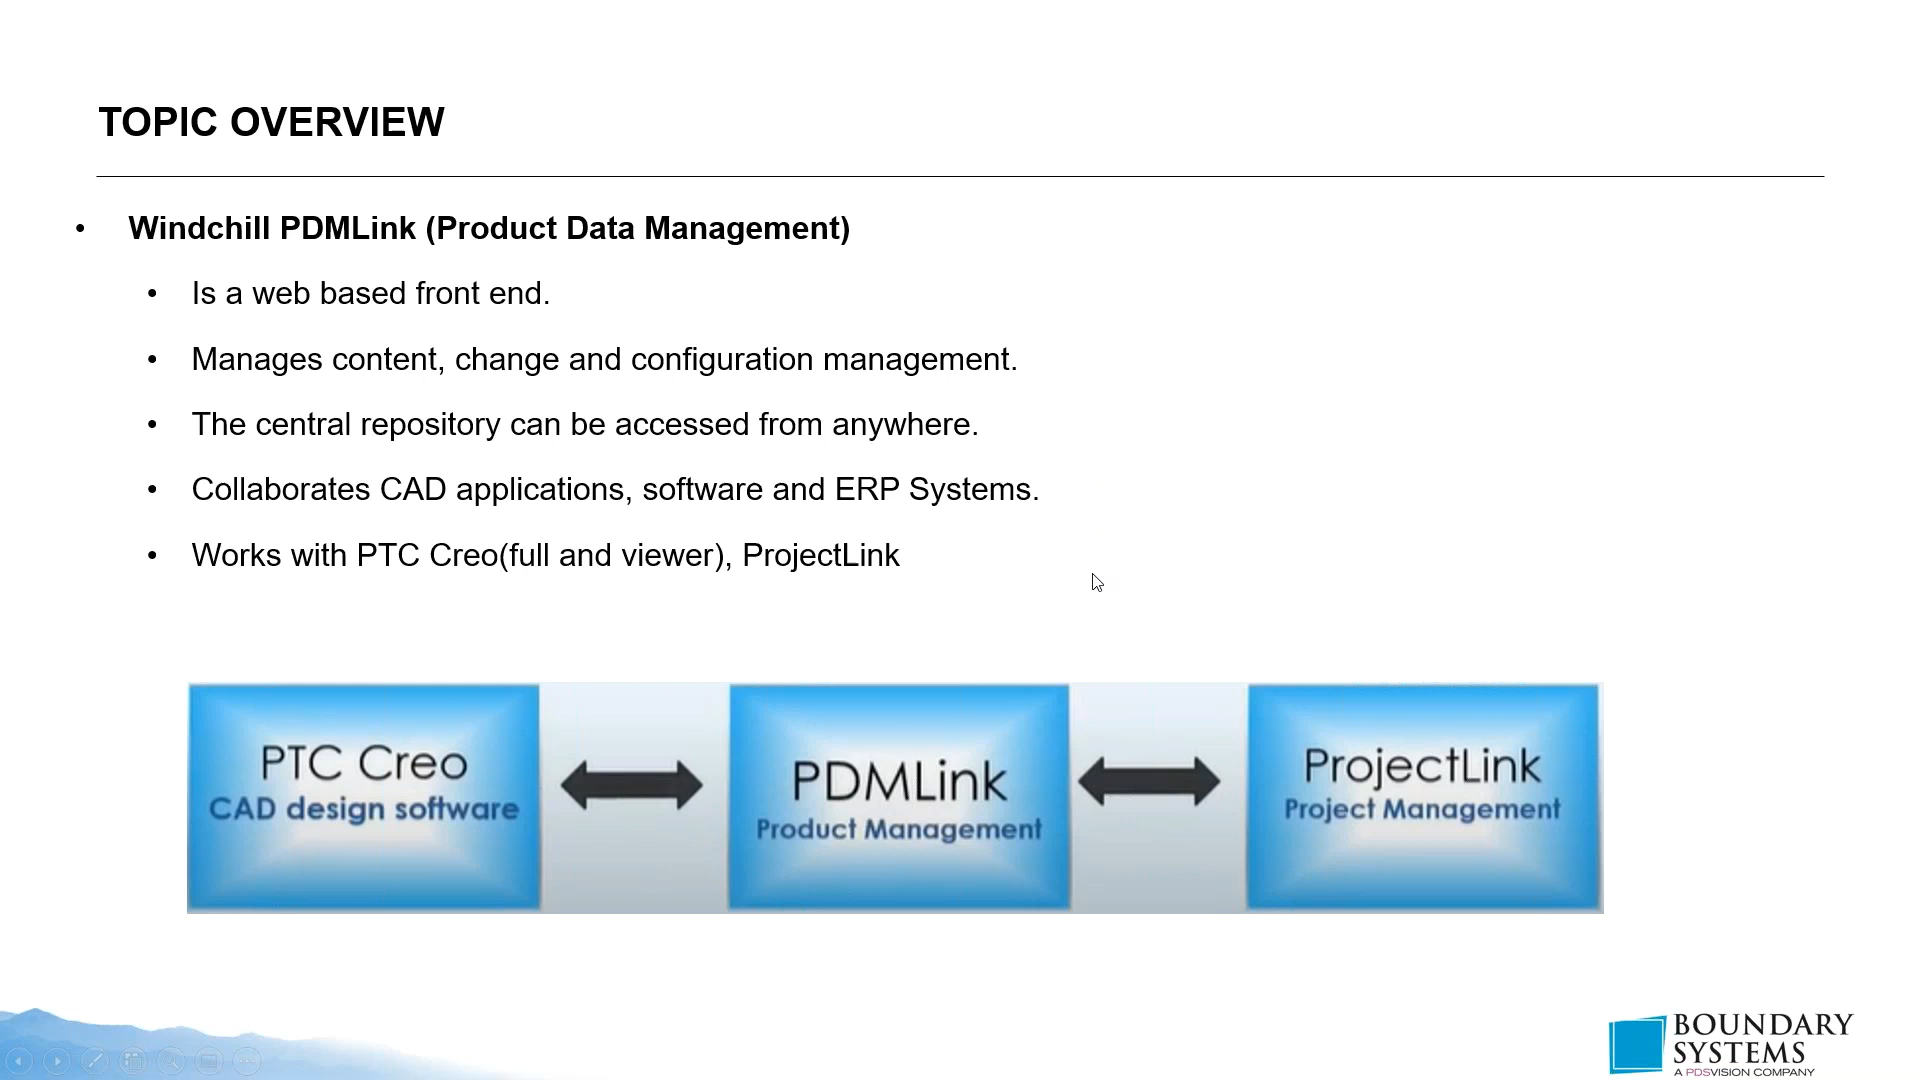 TOPIC OVERVIEW
• Windchill PDMLink (Product Data Management)
• Is a web based front end.
• Manages content, change and configuration management.
• The central repository can be accessed from anywhere.
• Collaborates CAD applications, software and ERP Systems.
• Works with PTC Creo(full and viewer), ProjectLink
PTC Creo
CAD design software
PDMLink
Product Management
ProjectLink
Project Management
BOUNDARY
SYSTEMS
A PDSVISION COMPANY